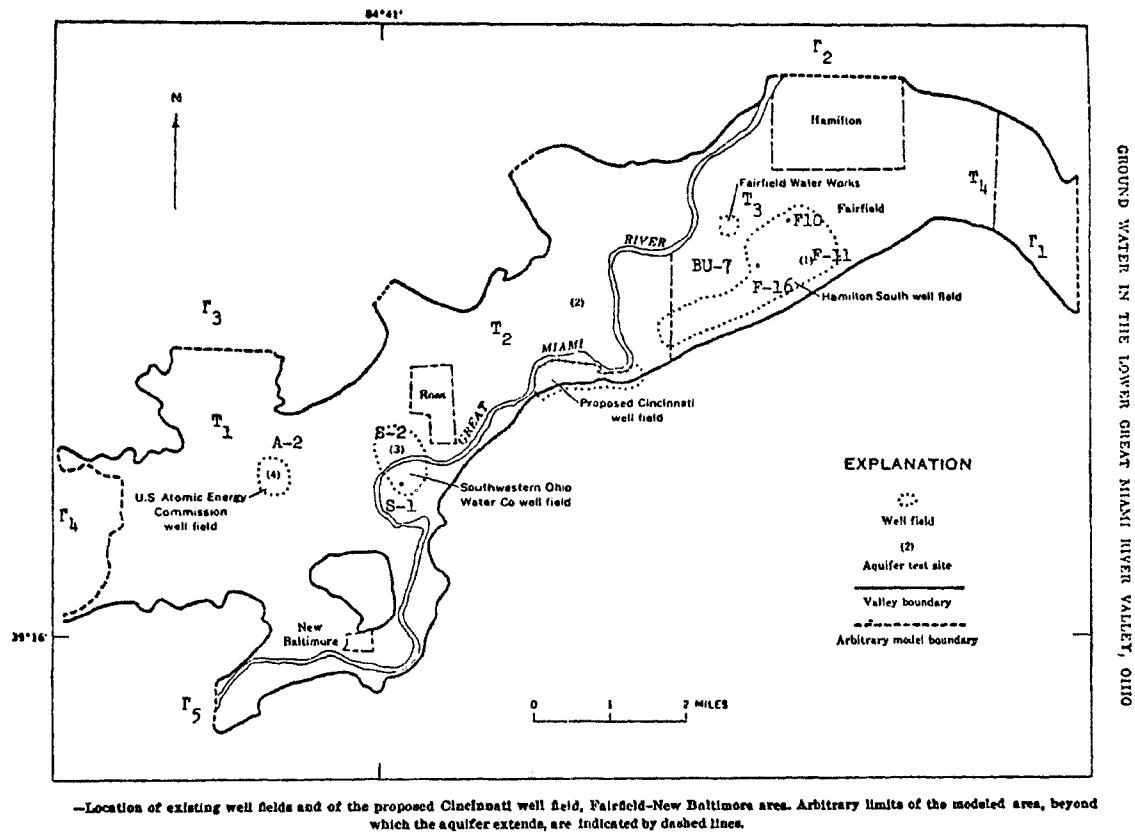 84°41'
Γ2
N
Hamilton
T4
Fairfield Water Works
T3
F10
Fairfield
RIVER
Γ1
BU-7
(1)F-11
F-16
Hamilton South well field
Γ3
(2)
T2
MIAMI
Ross
Proposed Cincinnati
well field
GREAT
T1
A-2
S-2
(3)
(4)
U.S Atomic Energy
Commission
well field
Southwestern Ohio
Water Co well field
S-1
Γ4
EXPLANATION
Well field
(2)
Aquifer test site
Valley boundary
Arbitrary model boundary
39°16'
New
Baltimore
Γ5
0 1 2 MILES
GROUND WATER IN THE LOWER GREAT MIAMI RIVER VALLEY, OHIO
—Location of existing well fields and of the proposed Cincinnati well field, Fairfield-New Baltimore area. Arbitrary limits of the modeled area, beyond
which the aquifer extends, are indicated by dashed lines.